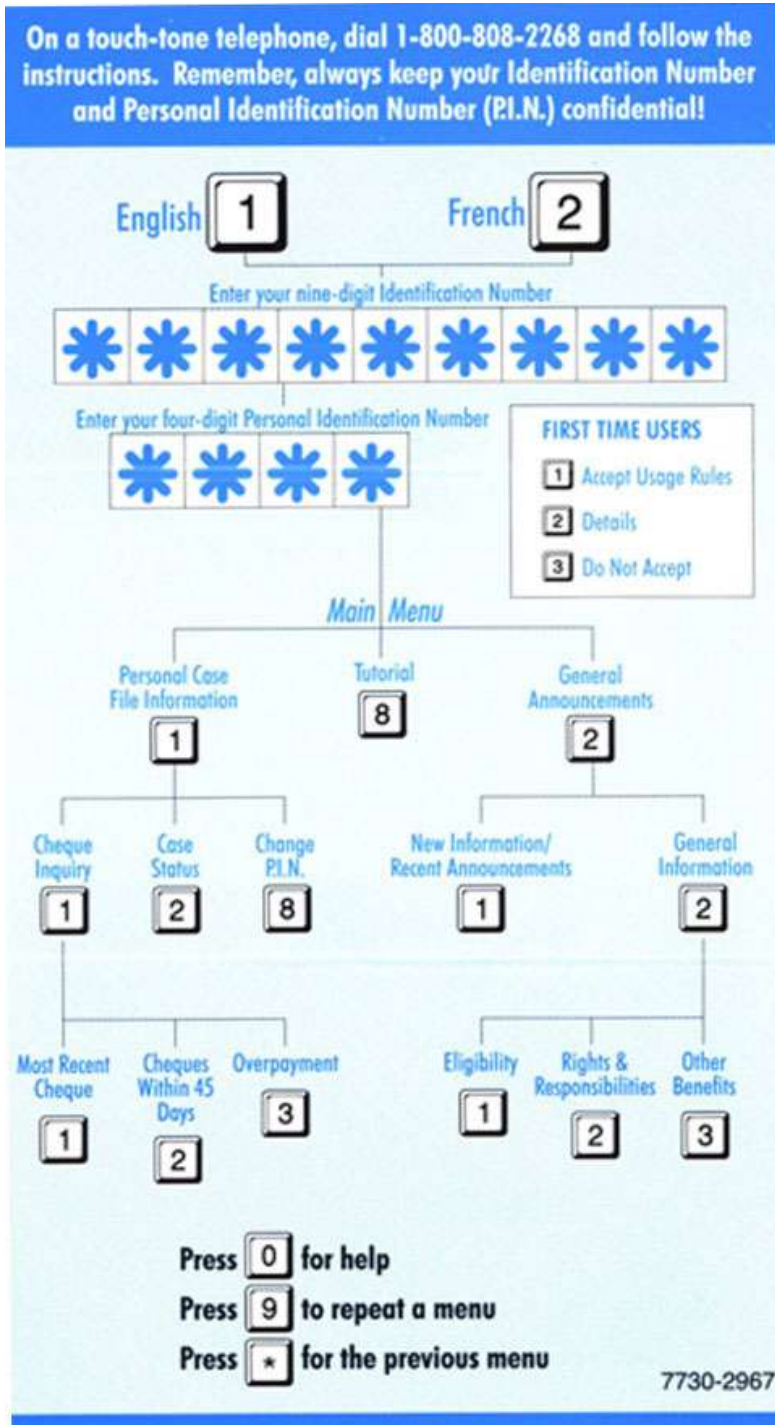 On a touch-tone telephone, dial 1-800-808-2268 and follow the
instructions. Remember, always keep your Identification Number
and Personal Identification Number (P.I.N.) confidential!
English 1 French 2
Enter your nine-digit Identification Number
* * * * * * * * *
Enter your four-digit Personal Identification Number
* * * *
FIRST TIME USERS
1 Accept Usage Rules
2 Details
3 Do Not Accept
Main Menu
Personal Case
File Information
1
Tutorial
8
General
Announcements
2
Cheque
Inquiry
1
Case
Status
2
Change
P.I.N.
8
New Information/
Recent Announcements
1
General
Information
2
Most Recent
Cheque
1
Cheques
Within 45
Days
2
Overpayment
3
Eligibility
1
Rights &
Responsibilities
2
Other
Benefits
3
Press 0 for help
Press 9 to repeat a menu
Press * for the previous menu
7730-2967